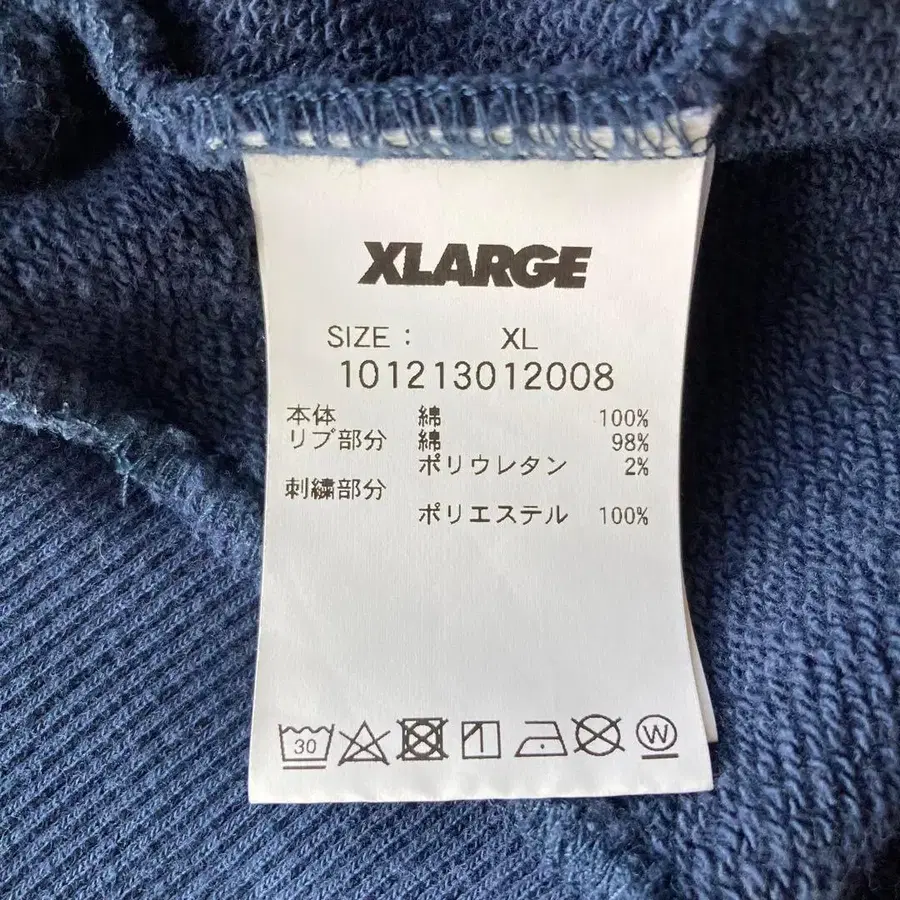 XLARGE
SIZE : XL
101213012008
本体 綿 100%
リブ部分 綿 98%
ポリウレタン 2%
刺繍部分
ポリエステル 100%
30 W